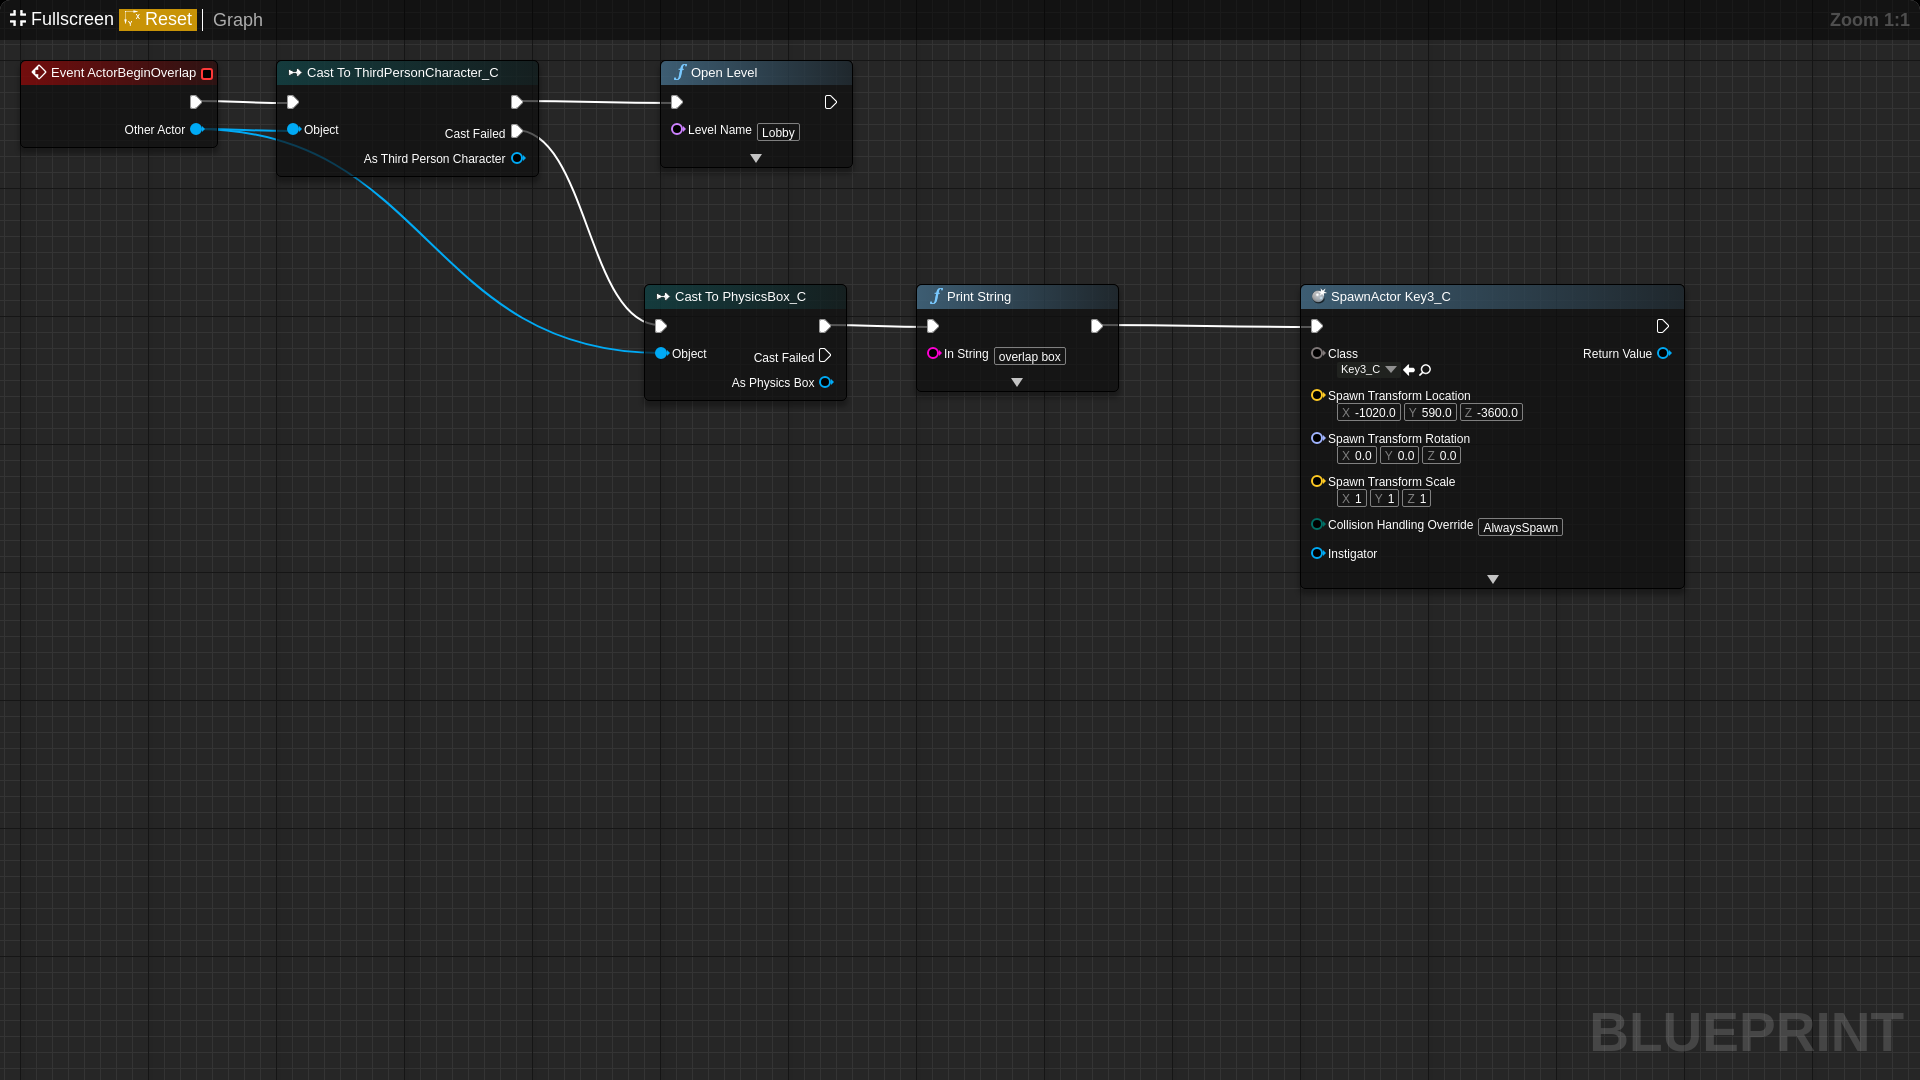 Fullscreen Reset Graph
Zoom 1:1
Event ActorBeginOverlap
Other Actor
Cast To ThirdPersonCharacter_C
Object
Cast Failed
As Third Person Character
Open Level
Level Name Lobby
Cast To PhysicsBox_C
Object
Cast Failed
As Physics Box
Print String
In String overlap box
SpawnActor Key3_C
Class
Return Value
Key3_C
Spawn Transform Location
X -1020.0 Y 590.0 Z -3600.0
Spawn Transform Rotation
X 0.0 Y 0.0 Z 0.0
Spawn Transform Scale
X 1 Y 1 Z 1
Collision Handling Override AlwaysSpawn
Instigator
BLUEPRINT